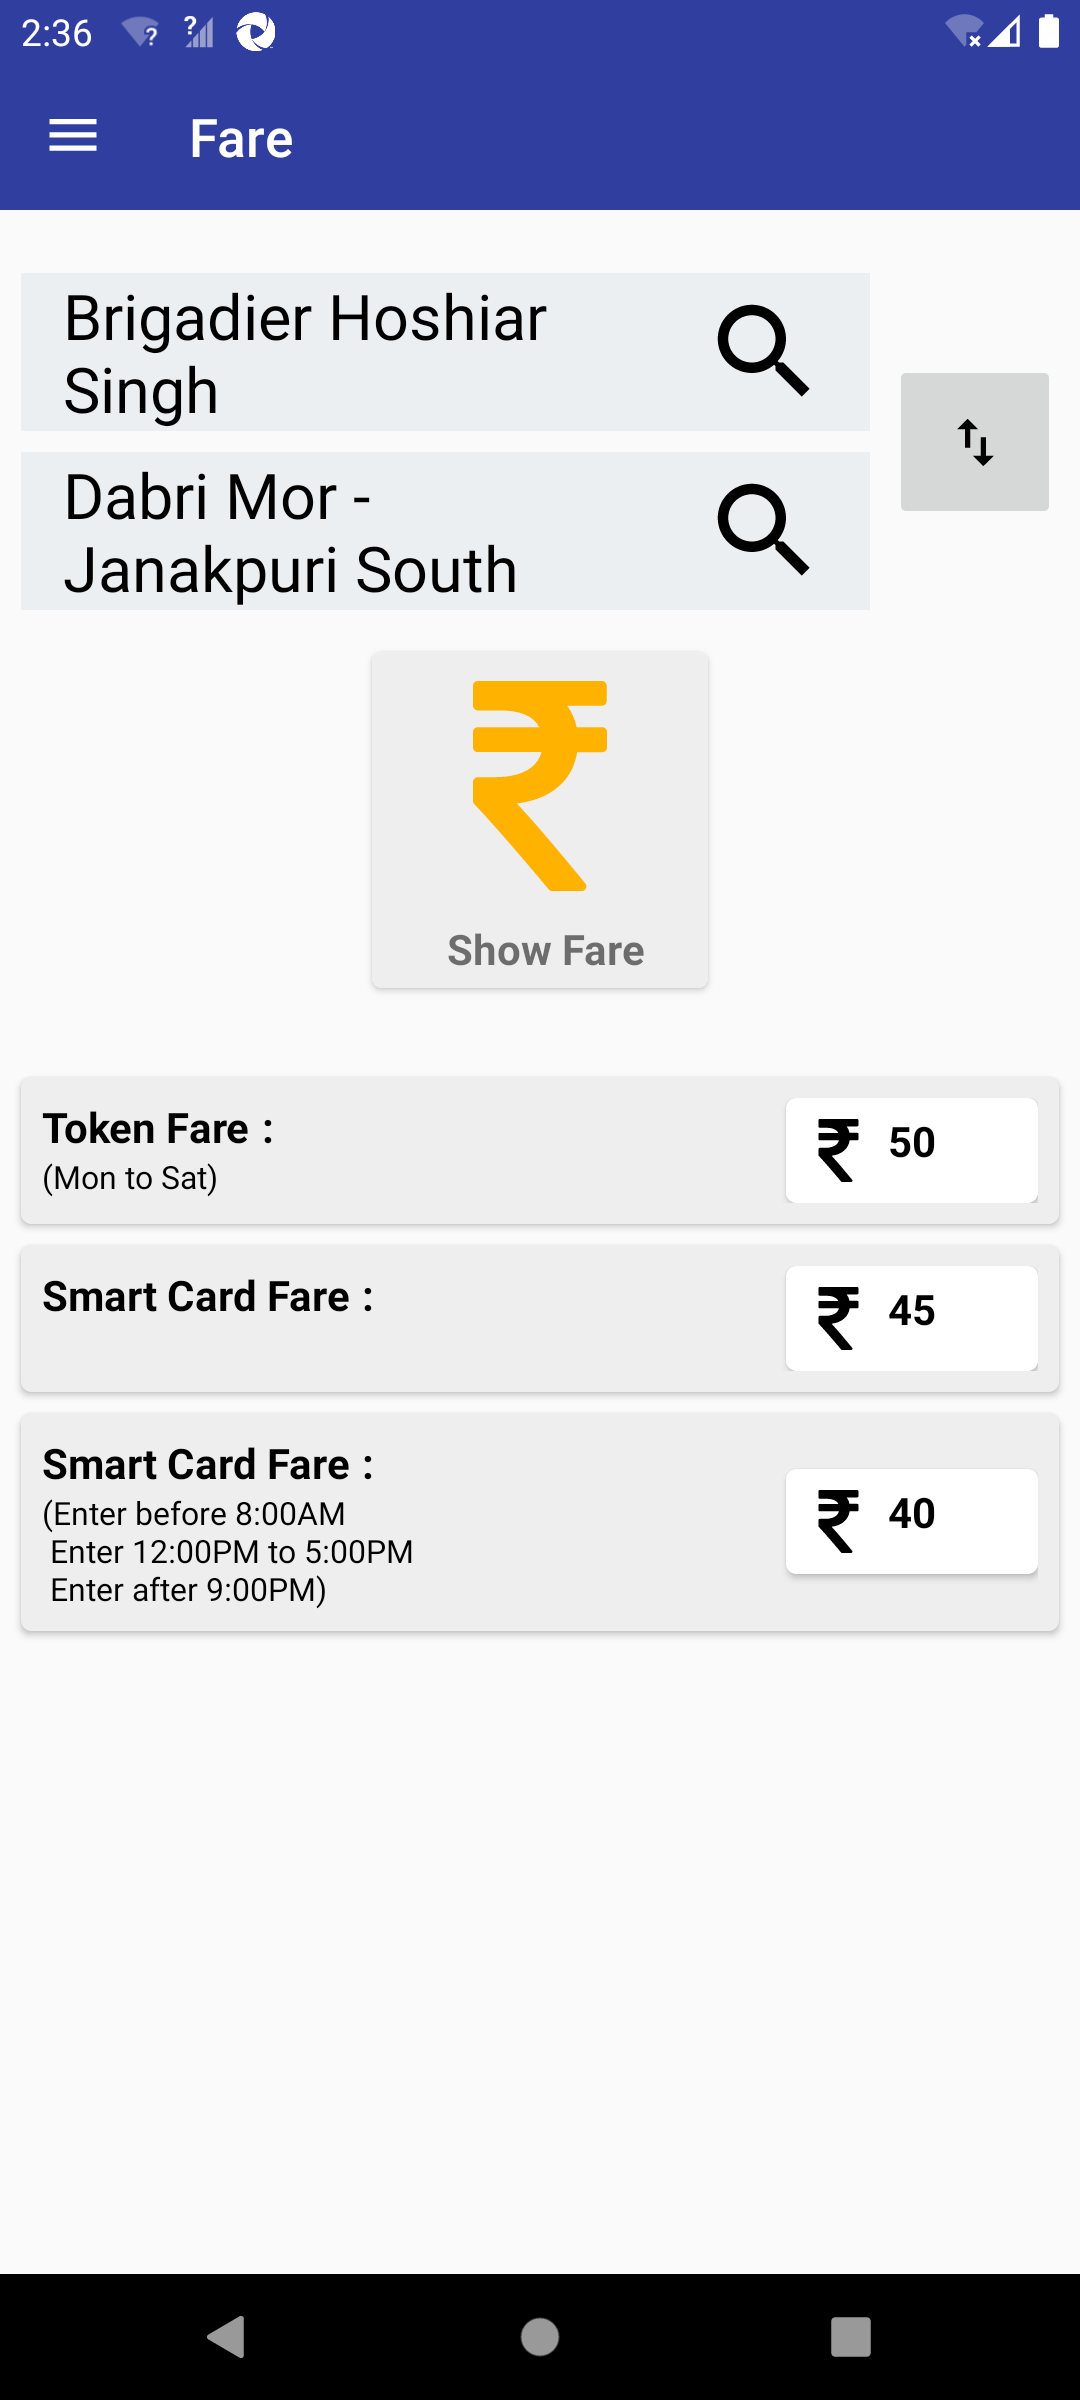 2:36
Fare
Brigadier Hoshiar
Singh
Dabri Mor -
Janakpuri South
₹
Show Fare
Token Fare :
(Mon to Sat)
₹ 50
Smart Card Fare :
₹ 45
Smart Card Fare :
(Enter before 8:00AM
Enter 12:00PM to 5:00PM
Enter after 9:00PM)
₹ 40